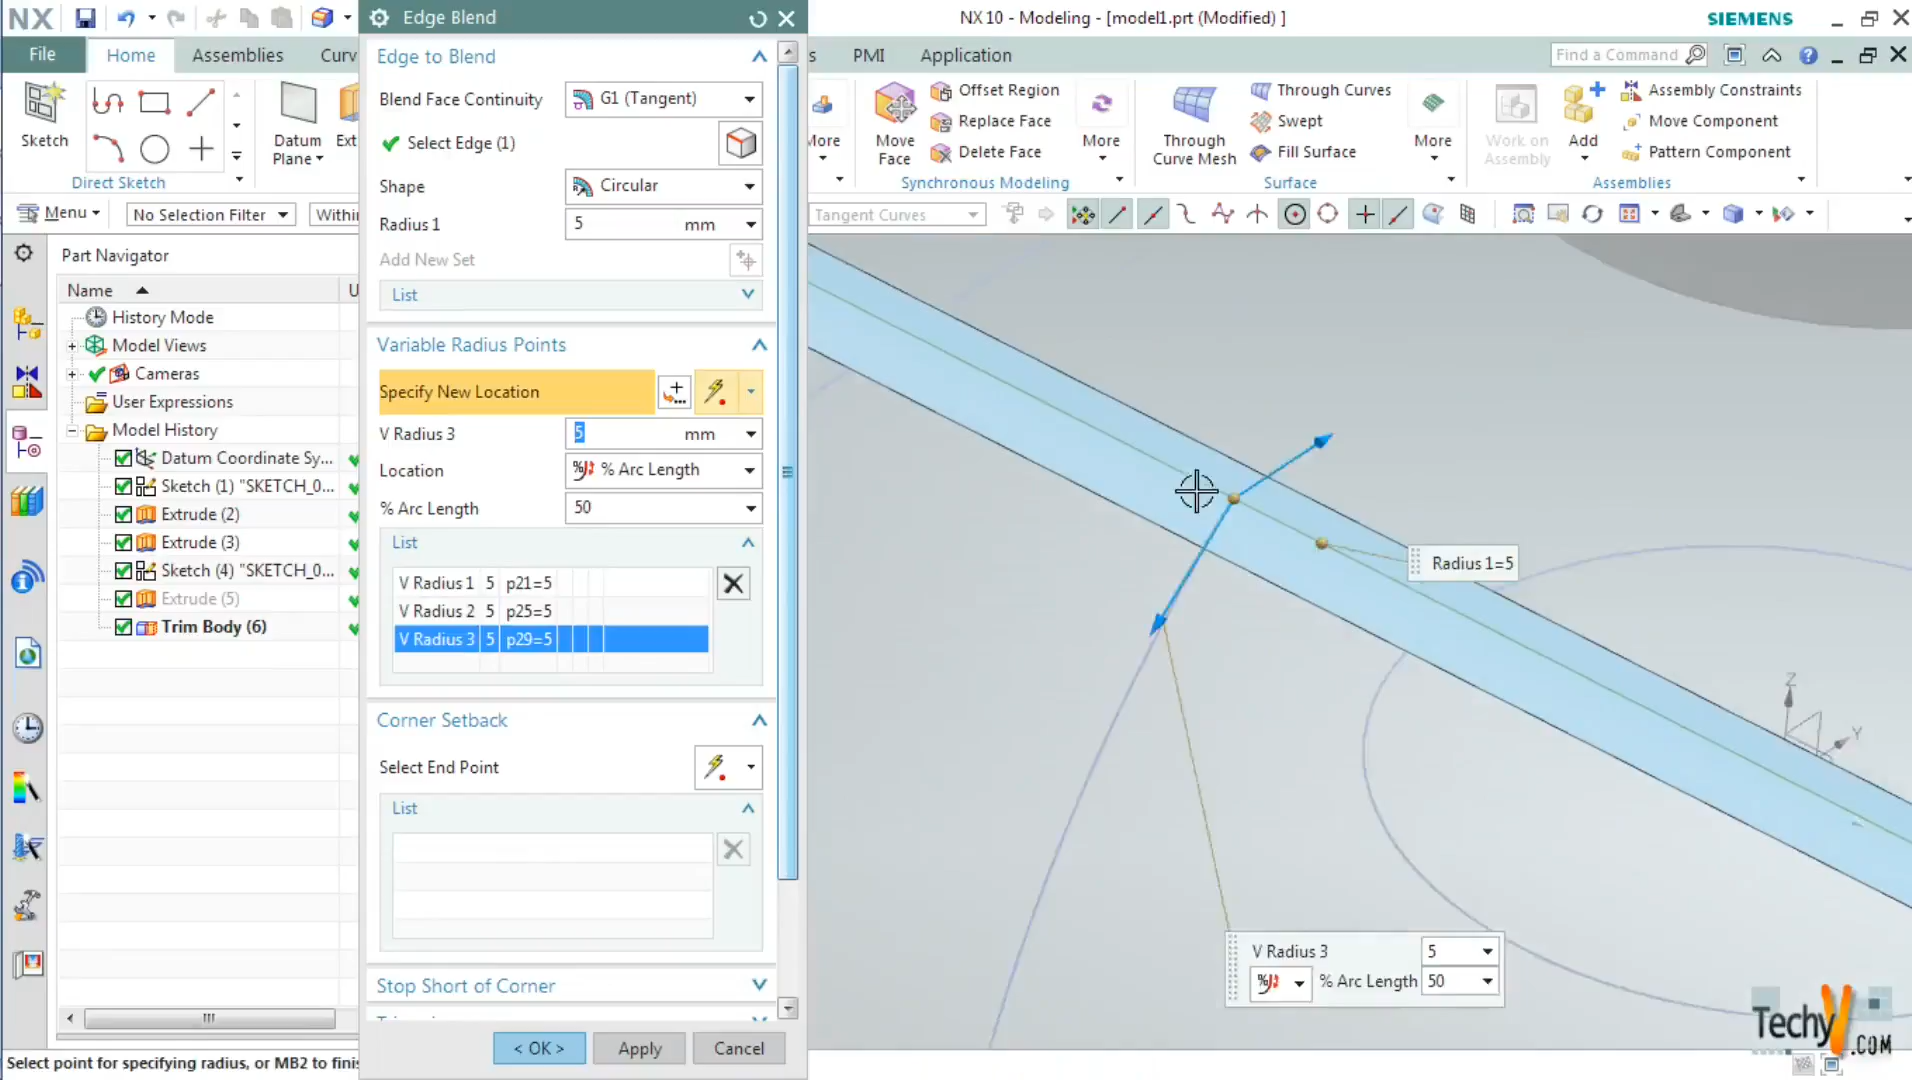 NX
Edge Blend
NX 10 - Modeling - [model1.prt (Modified) ]
SIEMENS
File
Home
Assemblies
Curv
s
PMI
Application
Find a Command
Sketch
Direct Sketch
Datum
Plane
Ext
More
Move
Face
Offset Region
Replace Face
Delete Face
More
Synchronous Modeling
Through
Curve Mesh
Through Curves
Swept
Fill Surface
More
Surface
Work on
Assembly
Add
Assembly Constraints
Move Component
Pattern Component
Assemblies
Menu
No Selection Filter
Within
Tangent Curves
Part Navigator
Name
U
History Mode
Model Views
Cameras
User Expressions
Model History
Datum Coordinate Sy...
Sketch (1) "SKETCH_0...
Extrude (2)
Extrude (3)
Sketch (4) "SKETCH_0...
Extrude (5)
Trim Body (6)
Edge to Blend
Blend Face Continuity
G1 (Tangent)
Select Edge (1)
Shape
Circular
Radius 1
5 mm
Add New Set
List
Variable Radius Points
Specify New Location
V Radius 3
5 mm
Location
% Arc Length
% Arc Length
50
List
V Radius 1 5 p21=5
V Radius 2 5 p25=5
V Radius 3 5 p29=5
Corner Setback
Select End Point
List
Stop Short of Corner
< OK >
Apply
Cancel
Radius 1=5
Z
Y
V Radius 3 5
% Arc Length 50
Select point for specifying radius, or MB2 to fini
TechyV
.COM